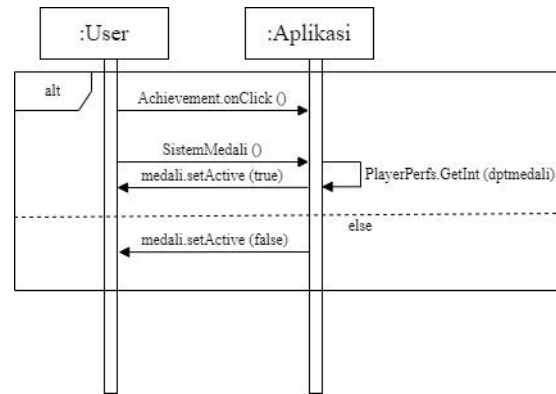 :User
:Aplikasi
alt
Achievement.onClick ()
SistemMedali ()
medali.setActive (true)
PlayerPerfs.GetInt (dptmedali)
else
medali.setActive (false)